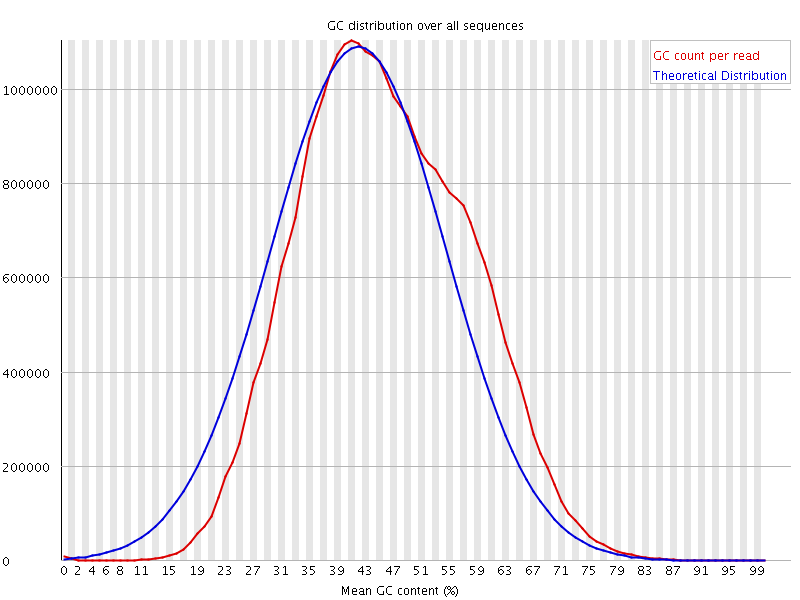 GC distribution over all sequences
GC count per read
Theoretical Distribution
1000000
800000
600000
400000
200000
0
0 2 4 6 8 11 15 19 23 27 31 35 39 43 47 51 55 59 63 67 71 75 79 83 87 91 95 99
Mean GC content (%)